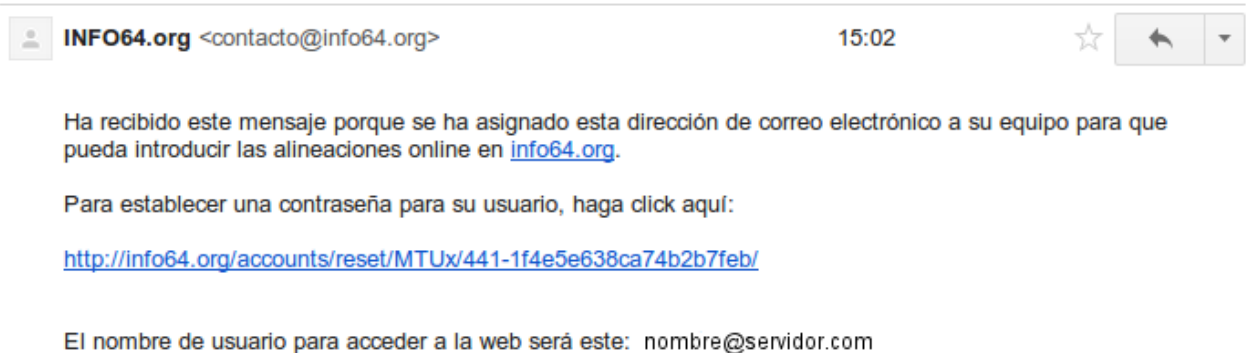 INFO64.org <contacto@info64.org> 15:02
Ha recibido este mensaje porque se ha asignado esta dirección de correo electrónico a su equipo para que
pueda introducir las alineaciones online en info64.org.
Para establecer una contraseña para su usuario, haga click aquí:
http://info64.org/accounts/reset/MTUx/441-1f4e5e638ca74b2b7feb/
El nombre de usuario para acceder a la web será este: nombre@servidor.com